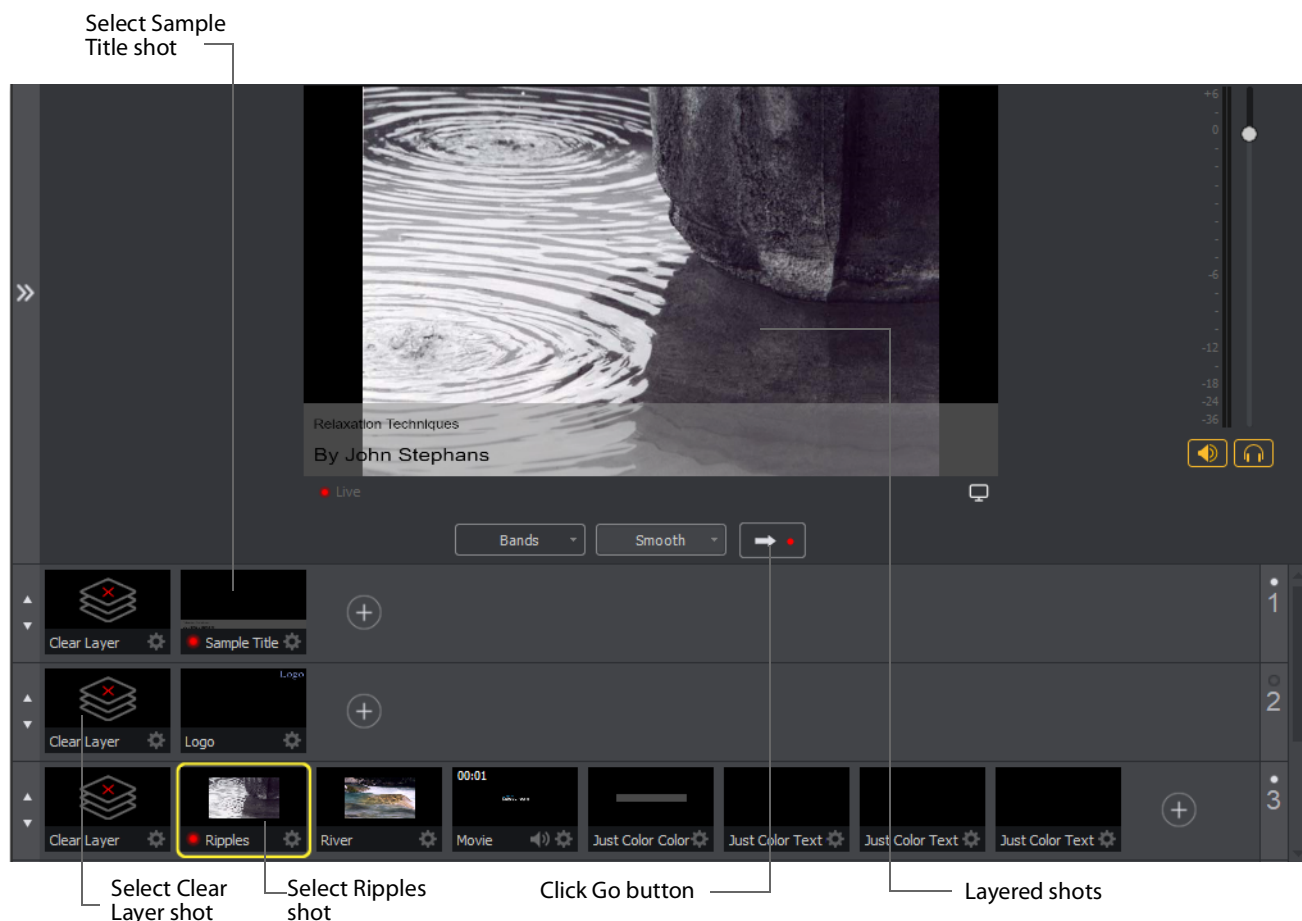 Select Sample
Title shot
+6
0
-6
-12
-18
-24
-36
Relaxation Techniques
By John Stephans
Live
Bands
Smooth
Clear Layer
Sample Title
1
Logo
Clear Layer
Logo
2
00:01
Clear Layer
Ripples
River
Movie
Just Color Color
Just Color Text
Just Color Text
Just Color Text
3
Select Clear
Layer shot
Select Ripples
shot
Click Go button
Layered shots